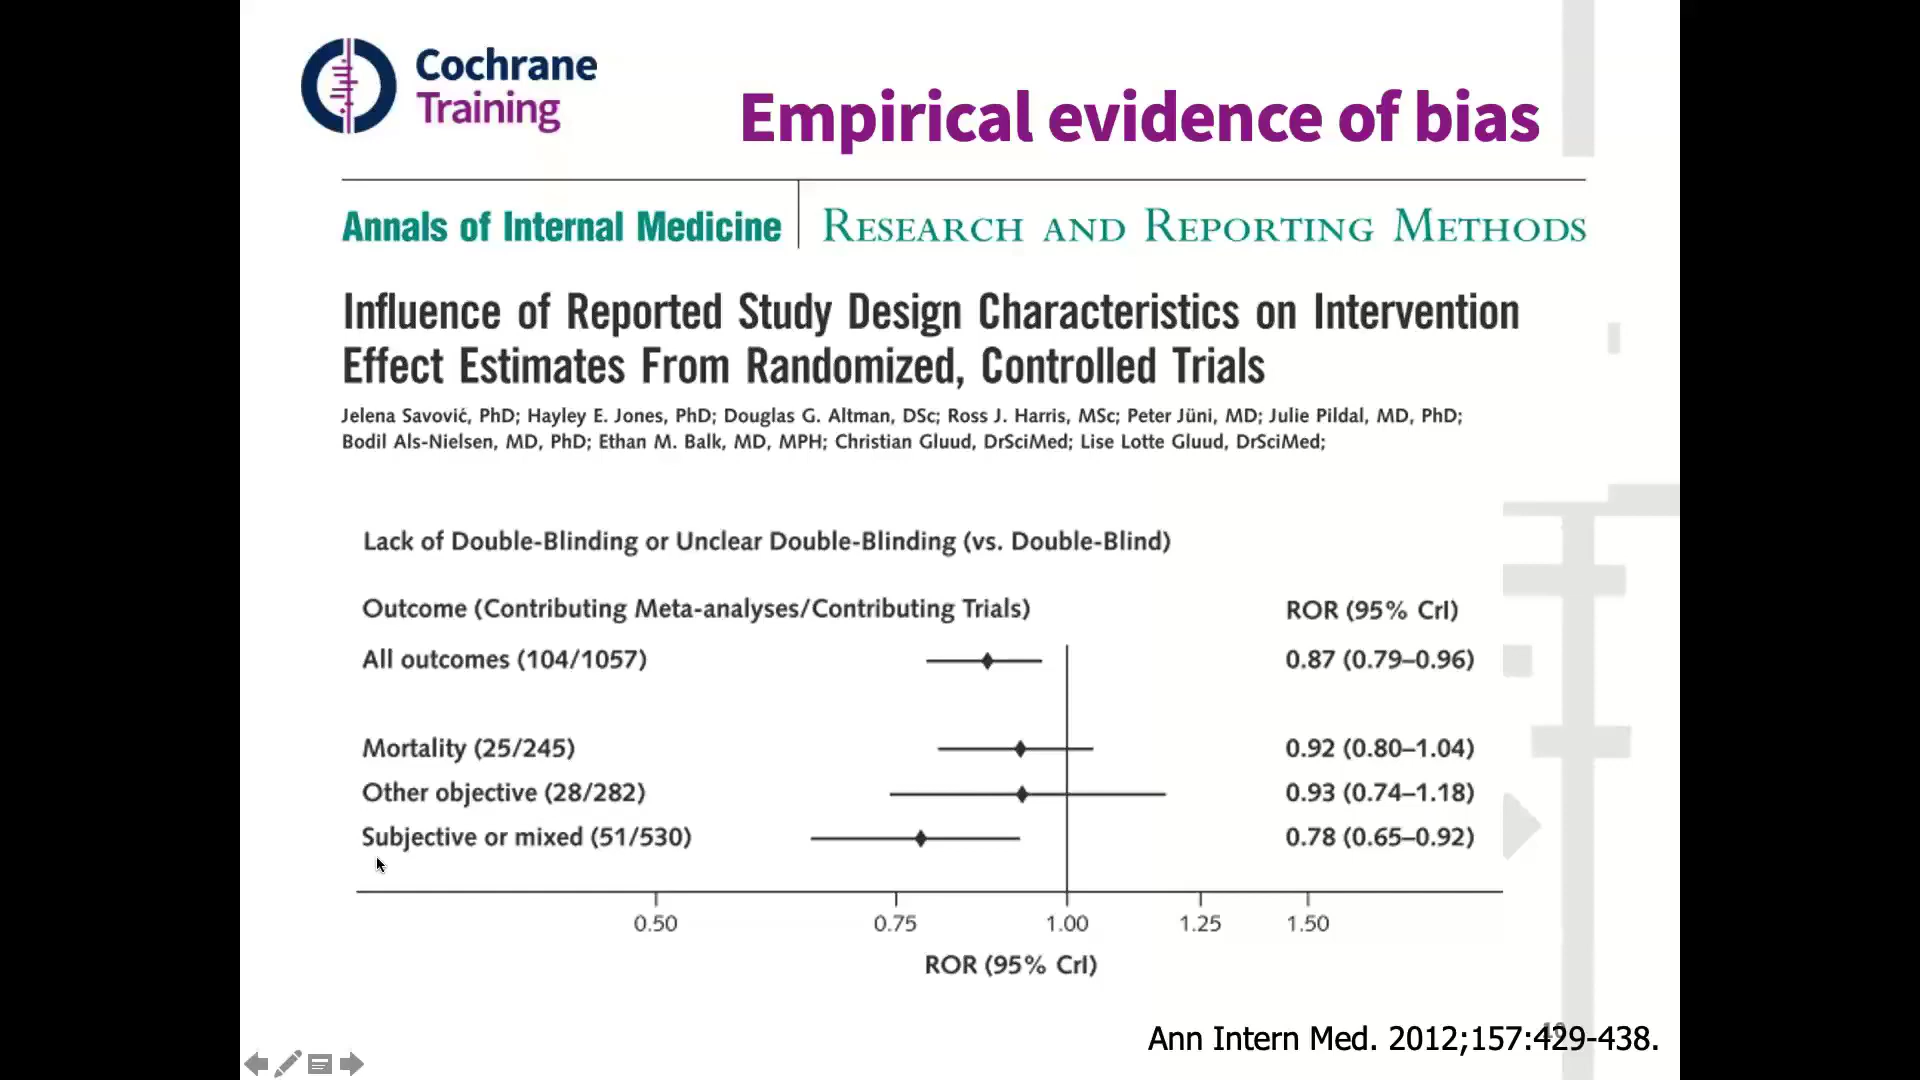 Cochrane
Training
Empirical evidence of bias
Annals of Internal Medicine
RESEARCH AND REPORTING METHODS
Influence of Reported Study Design Characteristics on Intervention
Effect Estimates From Randomized, Controlled Trials
Jelena Savović, PhD; Hayley E. Jones, PhD; Douglas G. Altman, DSc; Ross J. Harris, MSc; Peter Jüni, MD; Julie Pildal, MD, PhD;
Bodil Als-Nielsen, MD, PhD; Ethan M. Balk, MD, MPH; Christian Gluud, DrSciMed; Lise Lotte Gluud, DrSciMed;
Lack of Double-Blinding or Unclear Double-Blinding (vs. Double-Blind)
Outcome (Contributing Meta-analyses/Contributing Trials) ROR (95% CrI)
All outcomes (104/1057) 0.87 (0.79–0.96)
Mortality (25/245) 0.92 (0.80–1.04)
Other objective (28/282) 0.93 (0.74–1.18)
Subjective or mixed (51/530) 0.78 (0.65–0.92)
0.50 0.75 1.00 1.25 1.50
ROR (95% CrI)
Ann Intern Med. 2012;157:429-438.